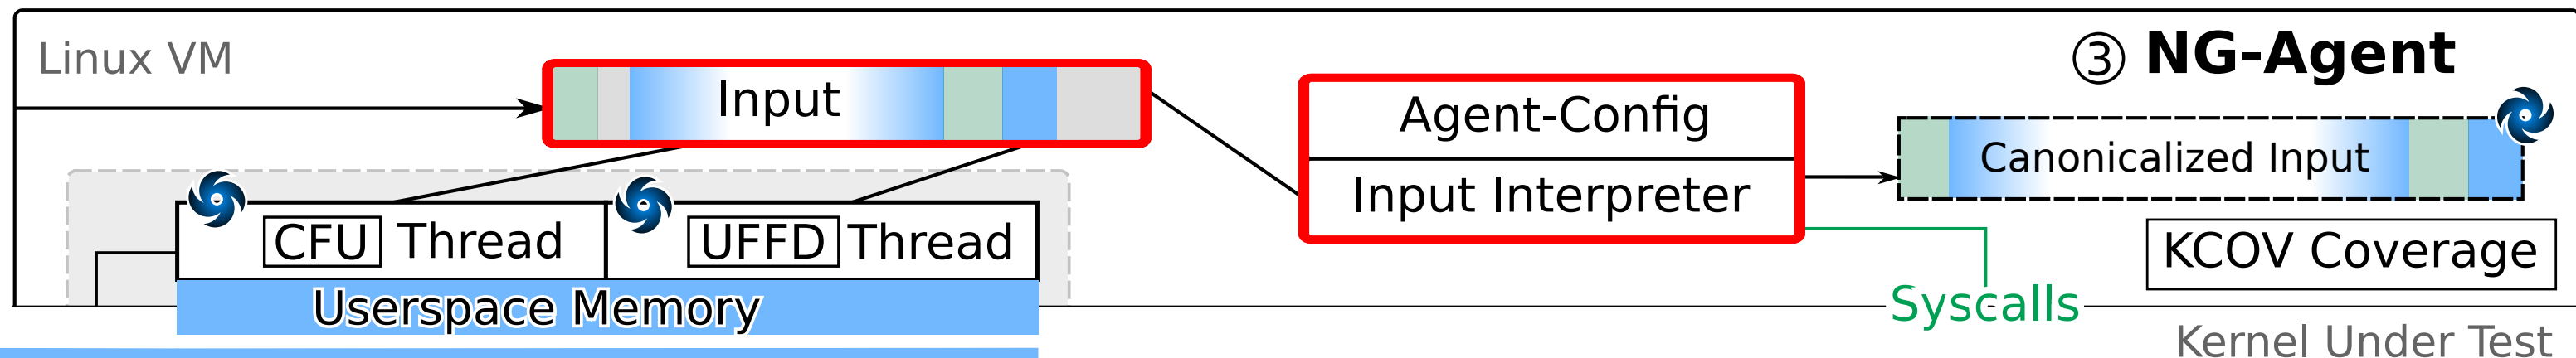 Linux VM
Input
③ NG-Agent
Agent-Config
Input Interpreter
Canonicalized Input
CFU Thread
UFFD Thread
KCOV Coverage
Userspace Memory
Syscalls
Kernel Under Test